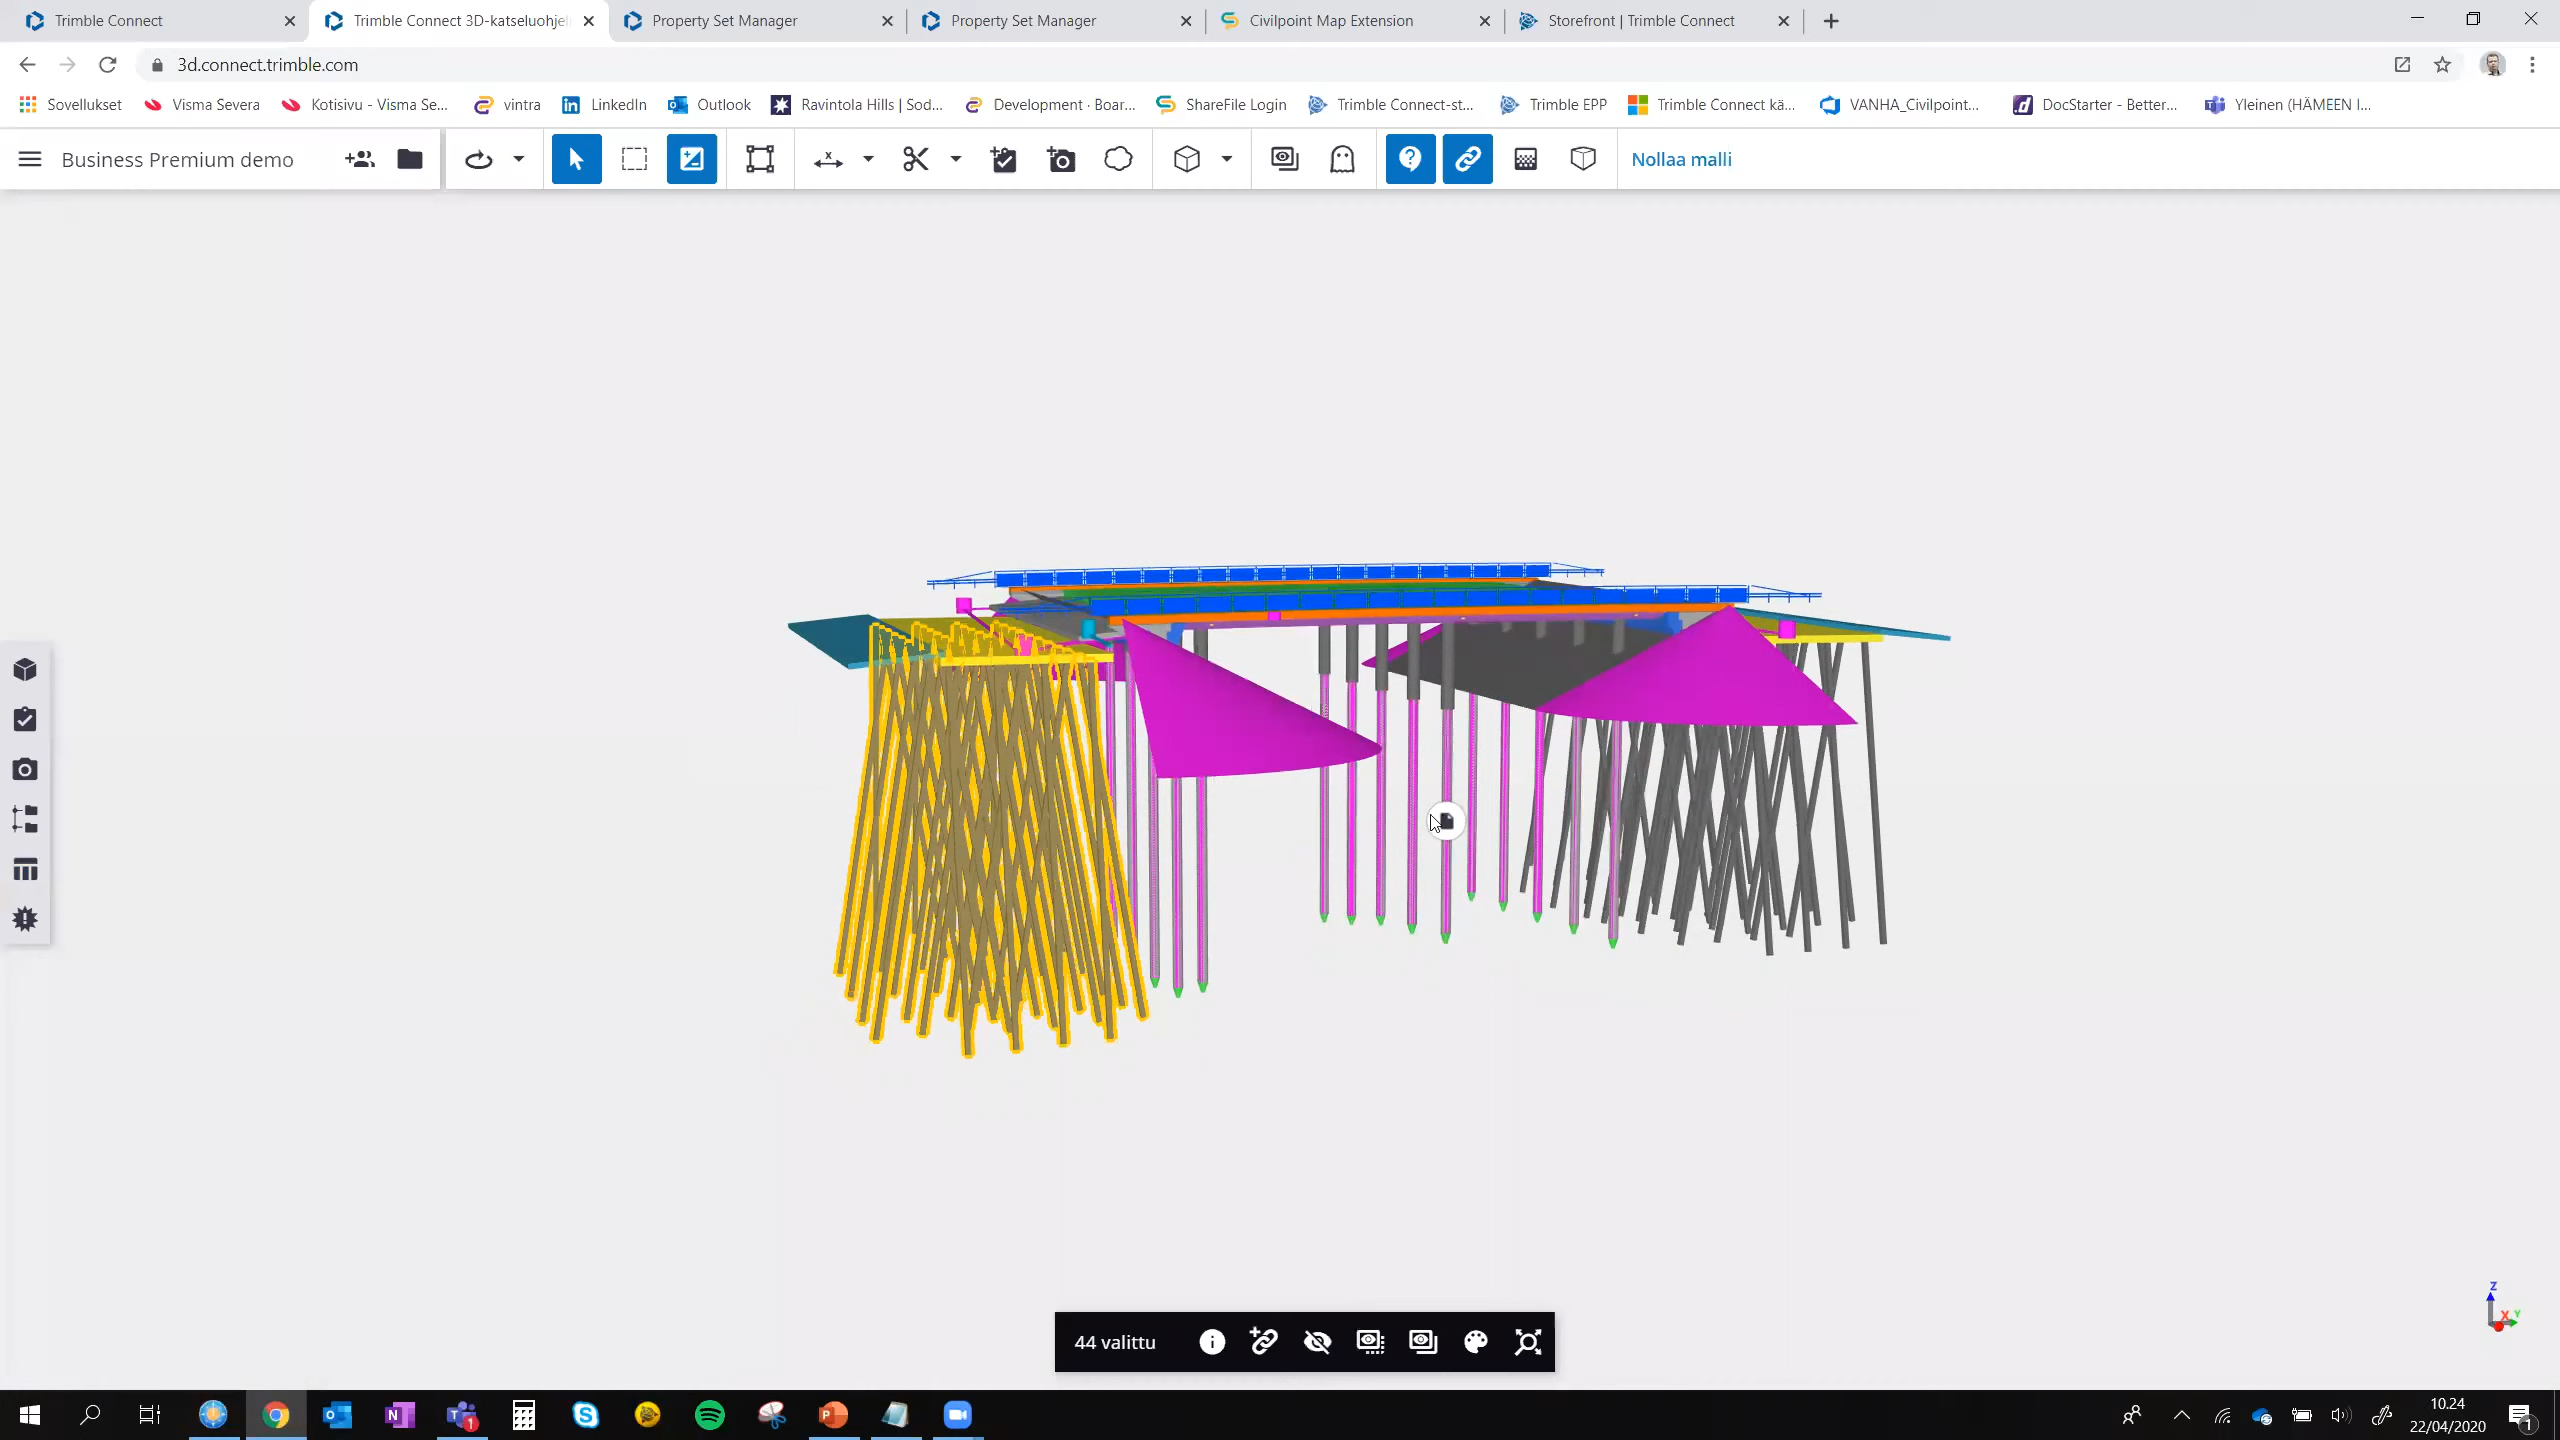 Trimble Connect
Trimble Connect 3D-katseluohjel
Property Set Manager
Property Set Manager
Civilpoint Map Extension
Storefront | Trimble Connect
3d.connect.trimble.com
Sovellukset
Visma Severa
Kotisivu - Visma Se...
vintra
LinkedIn
Outlook
Ravintola Hills | Sod...
Development · Boar...
ShareFile Login
Trimble Connect-st...
Trimble EPP
Trimble Connect kä...
VANHA_Civilpoint...
DocStarter - Better...
Yleinen (HÄMEEN I...
Business Premium demo
Nollaa malli
Z
X
Y
44 valittu
10.24
22/04/2020
1
1